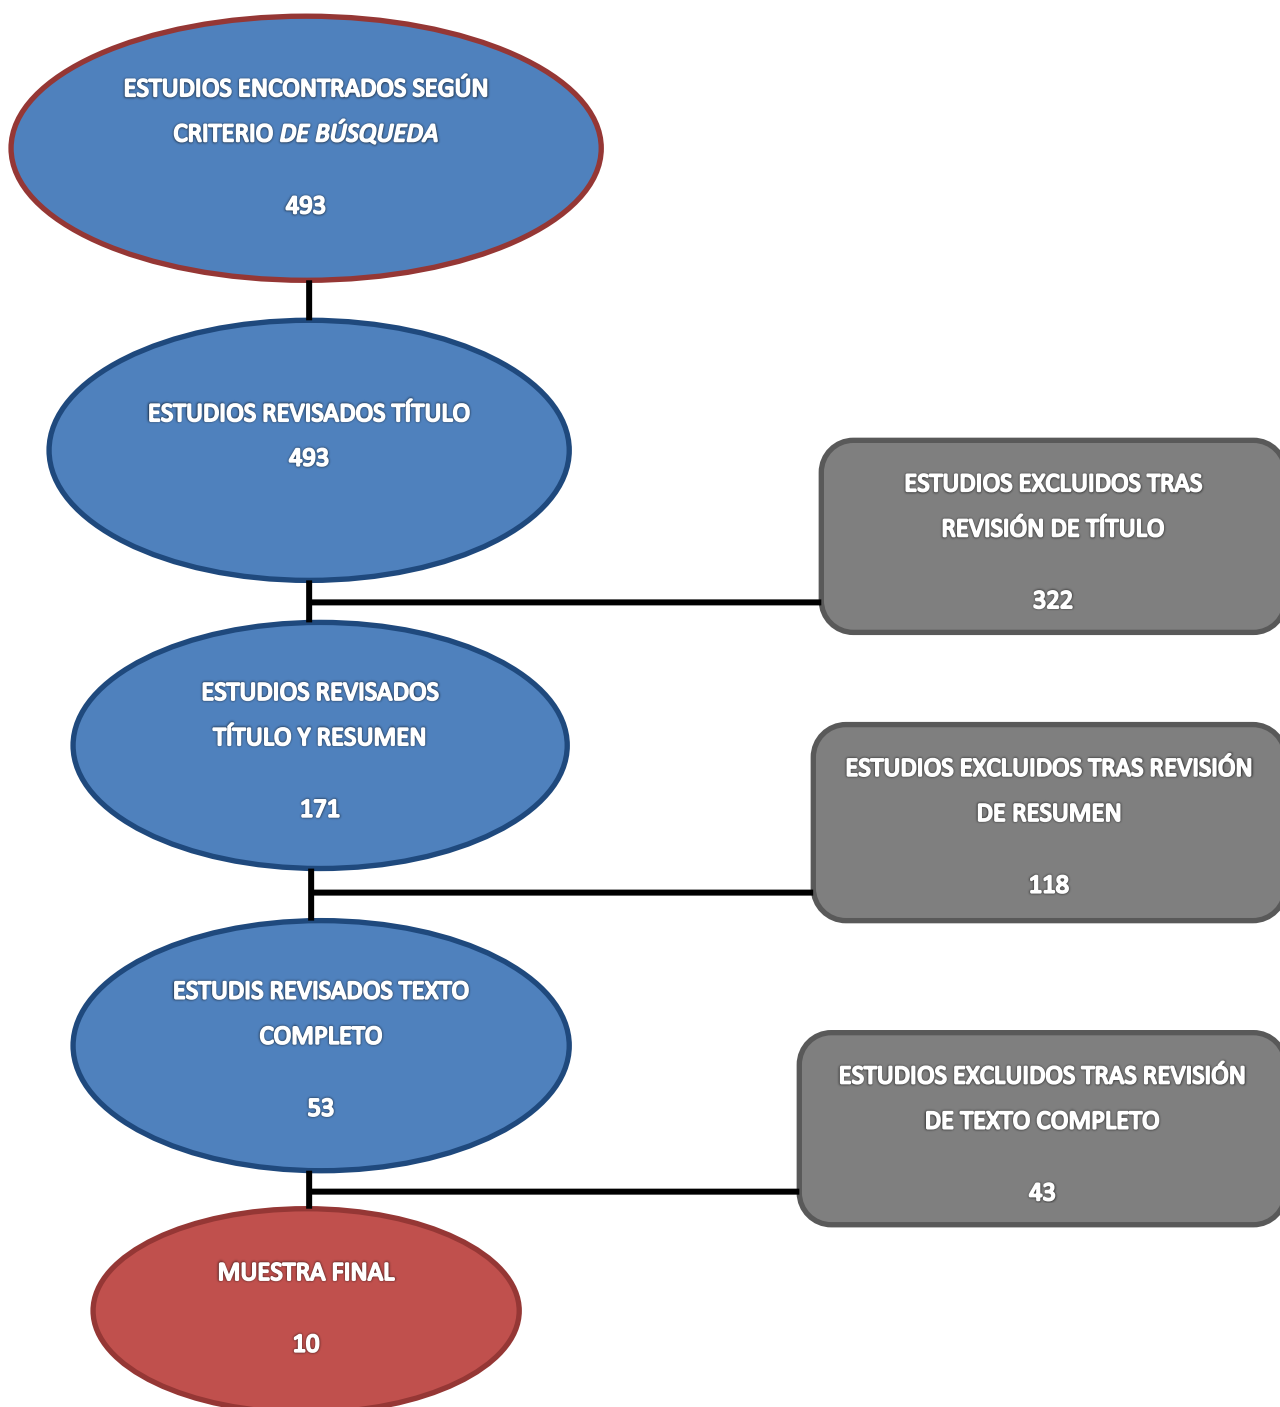 ESTUDIOS ENCONTRADOS SEGÚN
CRITERIO DE BÚSQUEDA
493
ESTUDIOS REVISADOS TÍTULO
493
ESTUDIOS EXCLUIDOS TRAS
REVISIÓN DE TÍTULO
322
ESTUDIOS REVISADOS
TÍTULO Y RESUMEN
171
ESTUDIOS EXCLUIDOS TRAS REVISIÓN
DE RESUMEN
118
ESTUDIS REVISADOS TEXTO
COMPLETO
53
ESTUDIOS EXCLUIDOS TRAS REVISIÓN
DE TEXTO COMPLETO
43
MUESTRA FINAL
10